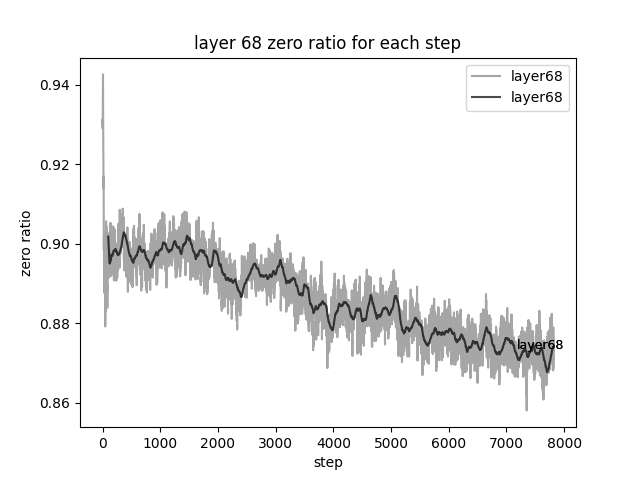 layer 68 zero ratio for each step
layer68
layer68
0.94
0.92
0.90
0.88
0.86
zero ratio
layer68
0
1000
2000
3000
4000
5000
6000
7000
8000
step